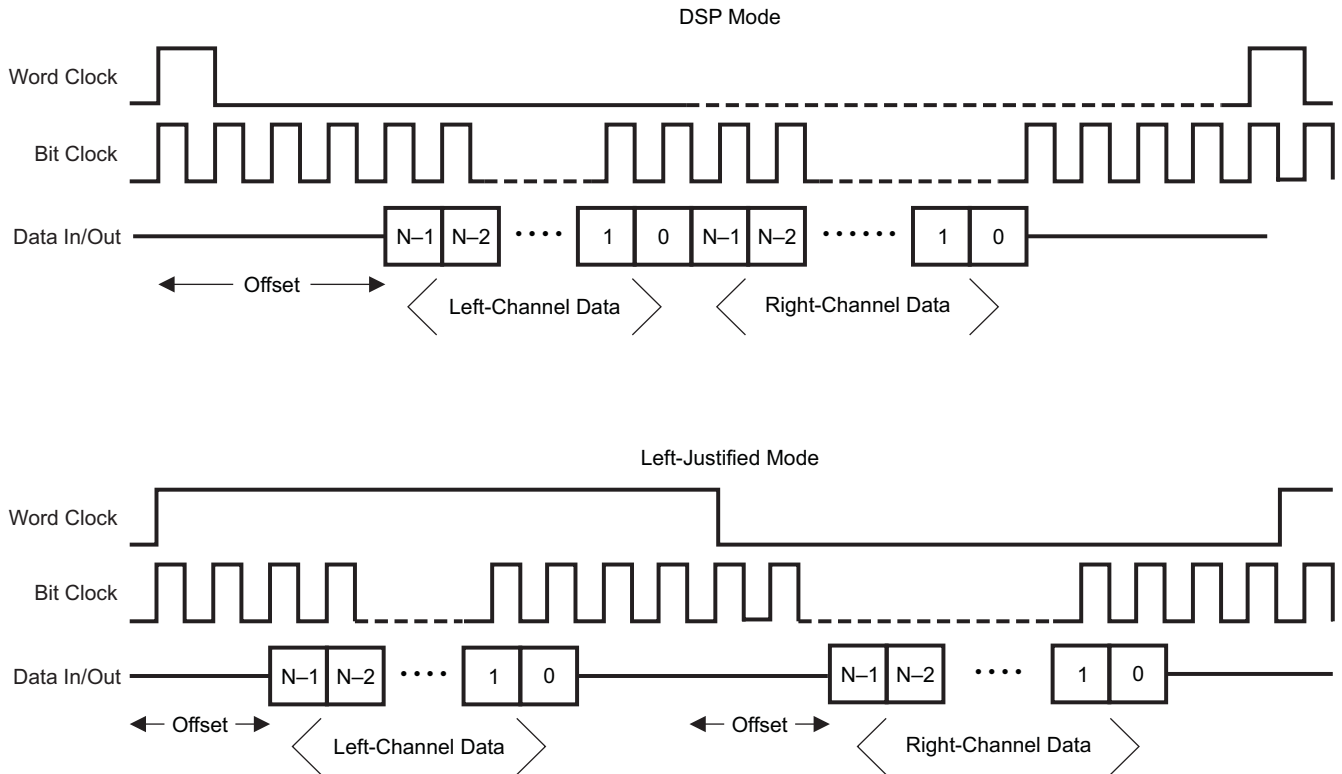 DSP Mode
Word Clock
Bit Clock
Data In/Out N–1 N–2 •••• 1 0 N–1 N–2 •••••• 1 0
Offset
Left-Channel Data Right-Channel Data
Left-Justified Mode
Word Clock
Bit Clock
Data In/Out N–1 N–2 •••• 1 0 N–1 N–2 •••• 1 0
Offset Offset
Left-Channel Data Right-Channel Data